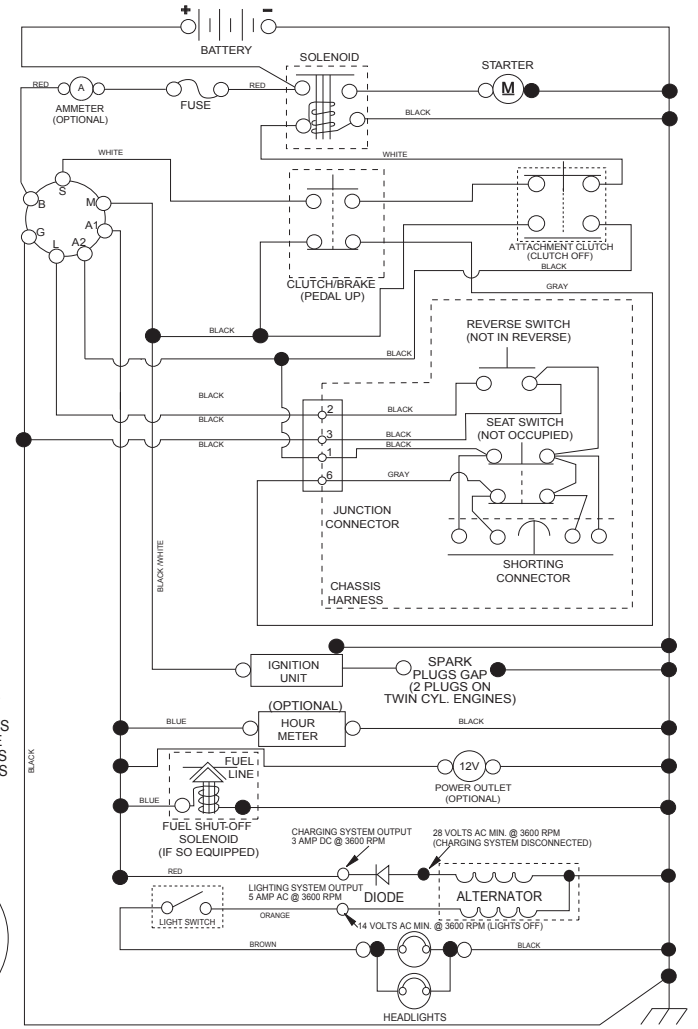 + -
BATTERY
SOLENOID
STARTER
RED
A
RED
M
AMMETER
(OPTIONAL)
FUSE
BLACK
WHITE
WHITE
S
B
M
A1
G
L
A2
ATTACHMENT CLUTCH
(CLUTCH OFF)
BLACK
CLUTCH/BRAKE
(PEDAL UP)
GRAY
BLACK
REVERSE SWITCH
(NOT IN REVERSE)
BLACK
BLACK
2
BLACK
BLACK
SEAT SWITCH
(NOT OCCUPIED)
BLACK
3
BLACK
BLACK
1
6
GRAY
JUNCTION
CONNECTOR
SHORTING
CONNECTOR
BLACK /WHITE
CHASSIS
HARNESS
IGNITION
UNIT
SPARK
PLUGS GAP
(2 PLUGS ON
TWIN CYL. ENGINES)
(OPTIONAL)
HOUR
METER
BLUE
BLACK
S
S
S
BLACK
FUEL
LINE
12V
POWER OUTLET
(OPTIONAL)
BLUE
FUEL SHUT-OFF
SOLENOID
(IF SO EQUIPPED)
CHARGING SYSTEM OUTPUT
3 AMP DC @ 3600 RPM
28 VOLTS AC MIN. @ 3600 RPM
(CHARGING SYSTEM DISCONNECTED)
RED
LIGHTING SYSTEM OUTPUT
5 AMP AC @ 3600 RPM
DIODE
ALTERNATOR
LIGHT SWITCH
ORANGE
14 VOLTS AC MIN. @ 3600 RPM (LIGHTS OFF)
BROWN
BLACK
HEADLIGHTS